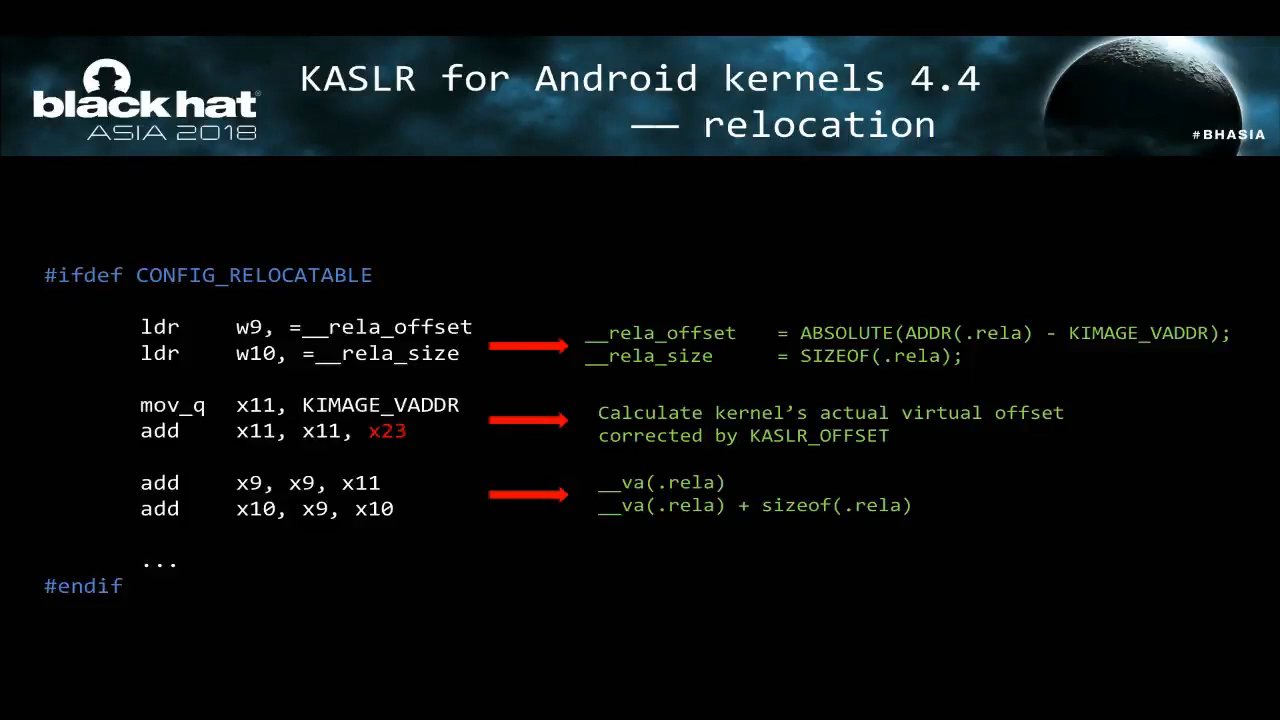 black hat
ASIA 2018
KASLR for Android kernels 4.4
—— relocation
#BHASIA
#ifdef CONFIG_RELOCATABLE
ldr w9, =__rela_offset
ldr w10, =__rela_size
__rela_offset = ABSOLUTE(ADDR(.rela) - KIMAGE_VADDR);
__rela_size = SIZEOF(.rela);
mov_q x11, KIMAGE_VADDR
add x11, x11, x23
Calculate kernel’s actual virtual offset
corrected by KASLR_OFFSET
add x9, x9, x11
add x10, x9, x10
__va(.rela)
__va(.rela) + sizeof(.rela)
...
#endif